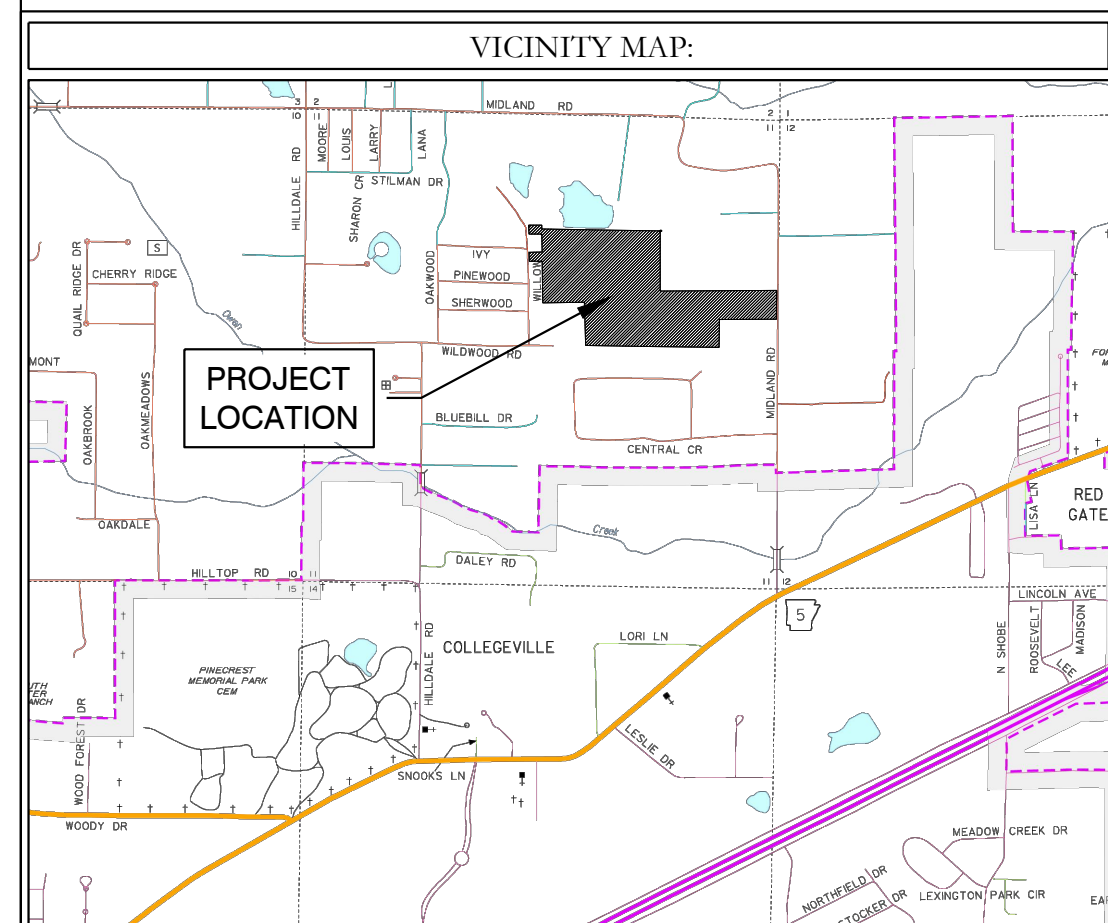 VICINITY MAP:
MIDLAND RD
3 2
10 11
2 1
11 12
HILLDALE RD
MOORE
LOUIS
LARRY
LANA
STILMAN DR
SHARON CR
S
QUAIL RIDGE DR
CHERRY RIDGE
OAKWOOD
IVY
PINEWOOD
SHERWOOD
WILLOW
Owen
WILDWOOD RD
MIDLAND RD
PROJECT
LOCATION
MONT
OAKBROOK
OAKMEADOWS
BLUEBILL DR
CENTRAL CR
OAKDALE
Creek
LISA LN
RED
GATE
HILLTOP RD
10 11
15 14
DALEY RD
11 12
5
LINCOLN AVE
N SHOBE
ROOSEVELT
MADISON
LEE
COLLEGEVILLE
HILLDALE RD
LORI LN
PINECREST
MEMORIAL PARK
CEM
WOOD FOREST DR
SNOOKS LN
LESLIE DR
WOODY DR
MEADOW CREEK DR
NORTHFIELD DR
STOCKER DR
LEXINGTON PARK CIR